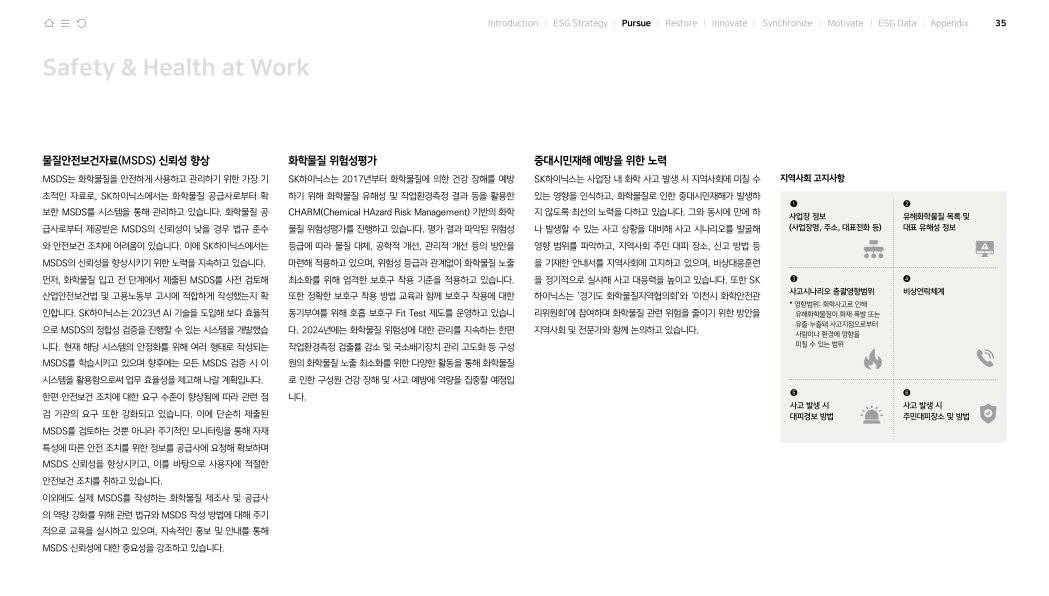 Introduction | ESG Strategy | Pursue | Restore | Innovate | Synchronize | Motivate | ESG Data | Appendix 35
Safety & Health at Work
물질안전보건자료(MSDS) 신뢰성 향상
MSDS는 화학물질을 안전하게 사용하고 관리하기 위한 가장 기
초적인 자료로, SK하이닉스에서는 화학물질 공급사로부터 확
보한 MSDS를 시스템을 통해 관리하고 있습니다. 화학물질 공
급사로부터 제공받은 MSDS의 신뢰성이 낮을 경우 법규 준수
와 안전보건 조치에 어려움이 있습니다. 이에 SK하이닉스에서는
MSDS의 신뢰성을 향상시키기 위한 노력을 지속하고 있습니다.
먼저, 화학물질 입고 전 단계에서 제출된 MSDS를 사전 검토해
산업안전보건법 및 고용노동부 고시에 적합하게 작성했는지 확
인합니다. SK하이닉스는 2023년 AI 기술을 도입해 보다 효율적
으로 MSDS의 정합성 검증을 진행할 수 있는 시스템을 개발했습
니다. 현재 해당 시스템의 안정화를 위해 여러 형태로 작성되는
MSDS를 학습시키고 있으며 향후에는 모든 MSDS 검증 시 이
시스템을 활용함으로써 업무 효율성을 제고해 나갈 계획입니다.
한편 안전보건 조치에 대한 요구 수준이 향상됨에 따라 관련 점
검 기관의 요구 또한 강화되고 있습니다. 이에 단순히 제출된
MSDS를 검토하는 것뿐 아니라 주기적인 모니터링을 통해 자재
특성에 따른 안전 조치를 위한 정보를 공급사에 요청해 확보하며
MSDS 신뢰성을 향상시키고, 이를 바탕으로 사용자에 적절한
안전보건 조치를 취하고 있습니다.
이외에도 실제 MSDS를 작성하는 화학물질 제조사 및 공급사
의 역량 강화를 위해 관련 법규와 MSDS 작성 방법에 대해 주기
적으로 교육을 실시하고 있으며, 지속적인 홍보 및 안내를 통해
MSDS 신뢰성에 대한 중요성을 강조하고 있습니다.
화학물질 위험성평가
SK하이닉스는 2017년부터 화학물질에 의한 건강 장해를 예방
하기 위해 화학물질 유해성 및 작업환경측정 결과 등을 활용한
CHARM(Chemical HAzard Risk Management) 기반의 화학
물질 위험성평가를 진행하고 있습니다. 평가 결과 파악된 위험성
등급에 따라 물질 대체, 공학적 개선, 관리적 개선 등의 방안을
마련해 적용하고 있으며, 위험성 등급과 관계없이 화학물질 노출
최소화를 위해 엄격한 보호구 착용 기준을 적용하고 있습니다.
또한 정확한 보호구 착용 방법 교육과 함께 보호구 착용에 대한
동기부여를 위해 호흡 보호구 Fit Test 제도를 운영하고 있습니
다. 2024년에는 화학물질 위험성에 대한 관리를 지속하는 한편
작업환경측정 검출률 감소 및 국소배기장치 관리 고도화 등 구성
원의 화학물질 노출 최소화를 위한 다양한 활동을 통해 화학물질
로 인한 구성원 건강 장해 및 사고 예방에 역량을 집중할 예정입
니다.
중대시민재해 예방을 위한 노력
SK하이닉스는 사업장 내 화학 사고 발생 시 지역사회에 미칠 수
있는 영향을 인식하고, 화학물질로 인한 중대시민재해가 발생하
지 않도록 최선의 노력을 다하고 있습니다. 그와 동시에 만에 하
나 발생할 수 있는 사고 상황을 대비해 사고 시나리오를 발굴해
영향 범위를 파악하고, 지역사회 주민 대피 장소, 신고 방법 등
을 기재한 안내서를 지역사회에 고지하고 있으며, 비상대응훈련
을 정기적으로 실시해 사고 대응력을 높이고 있습니다. 또한 SK
하이닉스는 '경기도 화학물질지역협의회'와 '이천시 화학안전관
리위원회'에 참여하며 화학물질 관련 위험을 줄이기 위한 방안을
지역사회 및 전문가와 함께 논의하고 있습니다.
지역사회 고지사항
❶
사업장 정보
(사업장명, 주소, 대표전화 등)
❷
유해화학물질 목록 및
대표 유해성 정보
❸
사고시나리오 총괄영향범위
* 영향범위: 화학사고로 인해
유해화학물질이 화재·폭발 또는
유출·누출돼 사고지점으로부터
사람이나 환경에 영향을
미칠 수 있는 범위
❹
비상연락체계
❺
사고 발생 시
대피경보 방법
❻
사고 발생 시
주민대피장소 및 방법